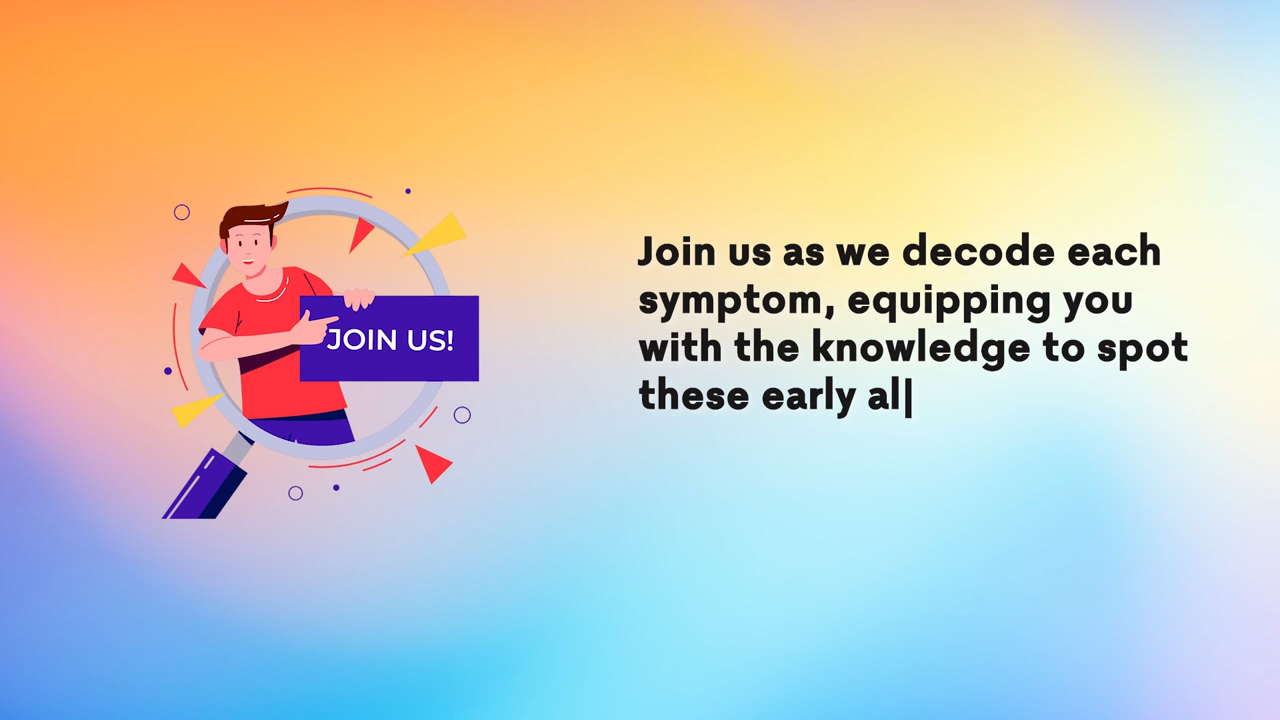 JOIN US!
Join us as we decode each
symptom, equipping you
with the knowledge to spot
these early al|